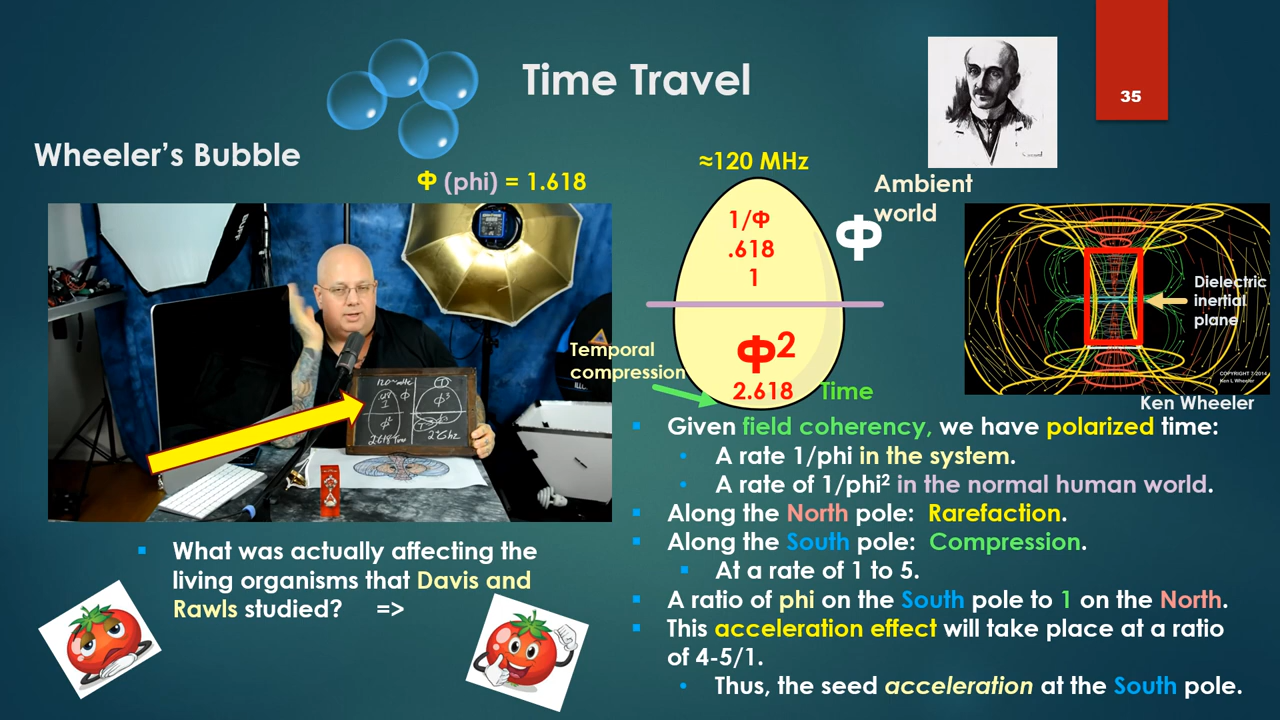 Time Travel
35
Wheeler's Bubble
Φ (phi) = 1.618
≈120 MHz
1/Φ
.618
1
Φ²
2.618
Φ
Ambient
world
Temporal
compression
Time
Dielectric
inertial
plane
COPYRIGHT 7/2014
Ken L Wheeler
Ken Wheeler
Given field coherency, we have polarized time:
A rate 1/phi in the system.
A rate of 1/phi² in the normal human world.
Along the North pole: Rarefaction.
Along the South pole: Compression.
At a rate of 1 to 5.
A ratio of phi on the South pole to 1 on the North.
This acceleration effect will take place at a ratio
of 4-5/1.
Thus, the seed acceleration at the South pole.
What was actually affecting the
living organisms that Davis and
Rawls studied? =>